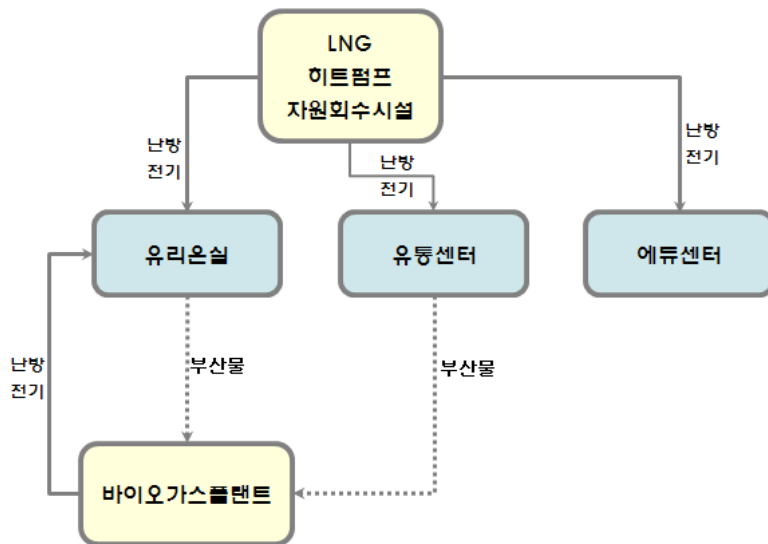 LNG
히트펌프
자원회수시설
난방
전기
난방
전기
난방
전기
유리온실
유통센터
에듀센터
난방
전기
부산물
부산물
바이오가스플랜트